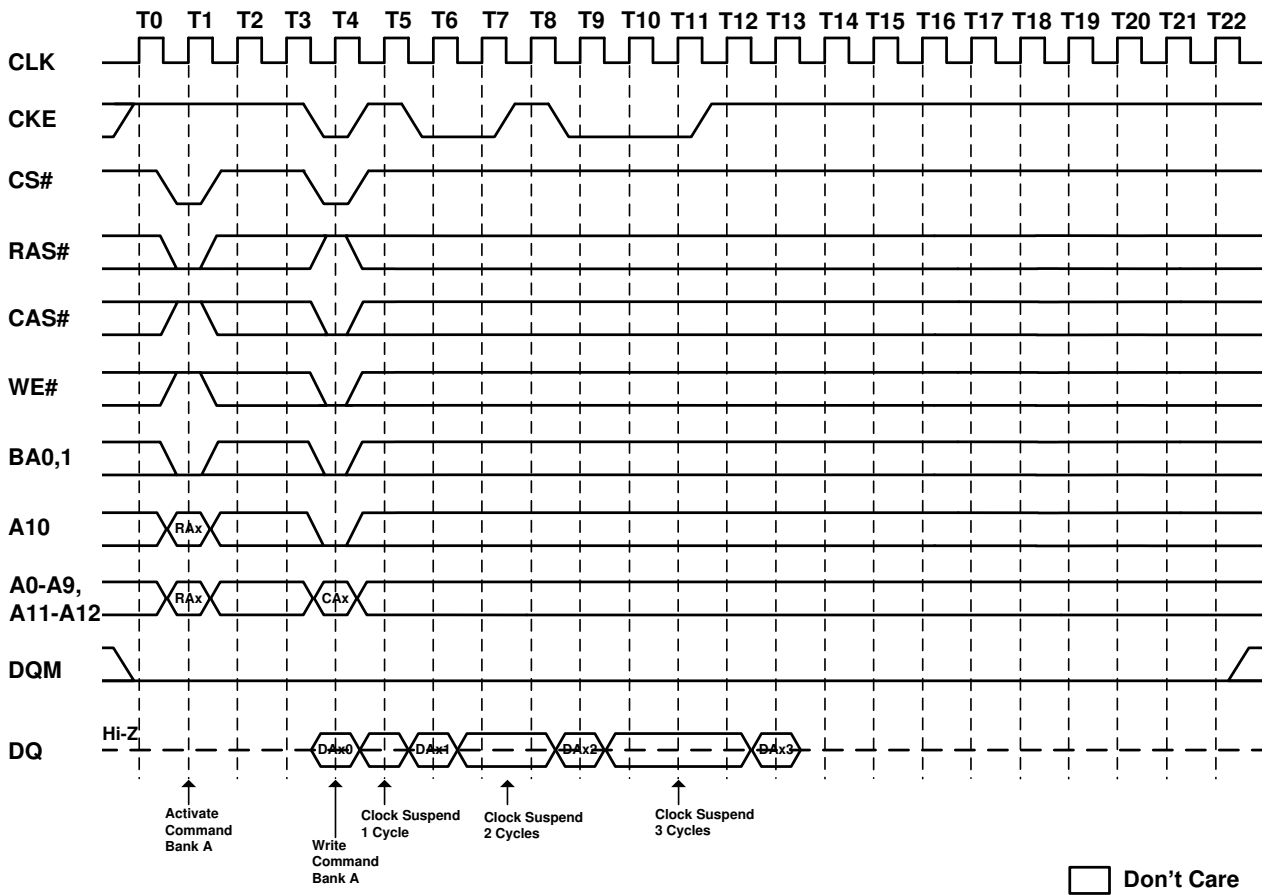 T0 T1 T2 T3 T4 T5 T6 T7 T8 T9 T10 T11 T12 T13 T14 T15 T16 T17 T18 T19 T20 T21 T22
CLK
CKE
CS#
RAS#
CAS#
WE#
BA0,1
A10
RAx
A0-A9,
A11-A12
RAx
CAx
DQM
Hi-Z
DQ
DAx0
DAx1
DAx2
DAx3
Activate
Command
Bank A
Write
Command
Bank A
Clock Suspend
1 Cycle
Clock Suspend
2 Cycles
Clock Suspend
3 Cycles
Don't Care